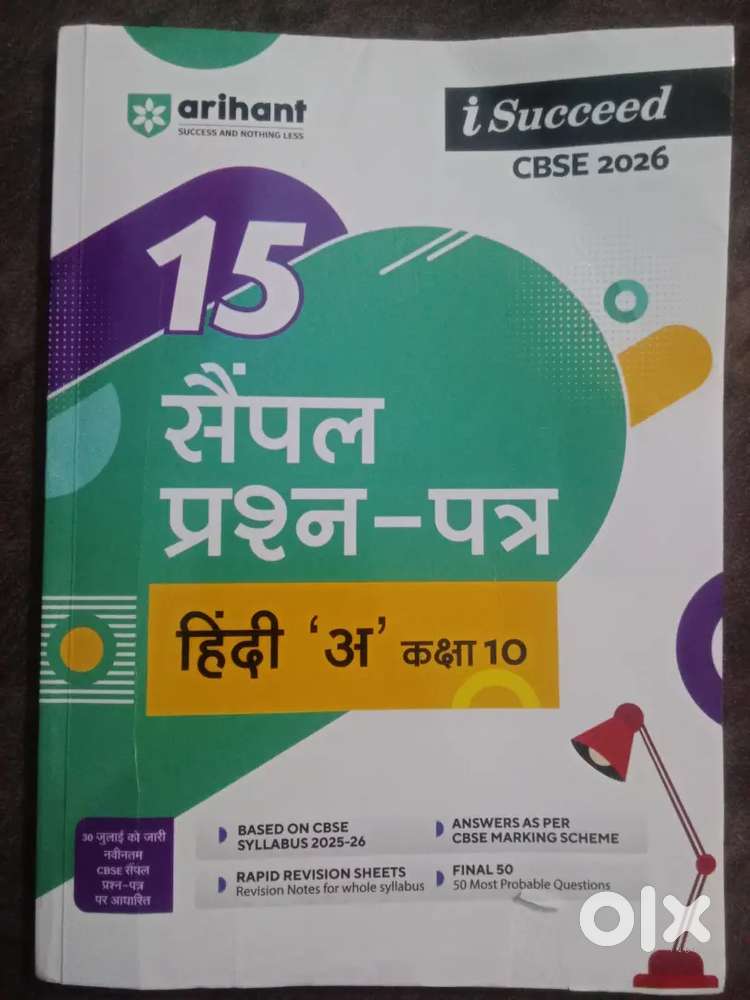 arihant
SUCCESS AND NOTHING LESS
i Succeed
CBSE 2026
15
सैंपल
प्रश्न-पत्र
हिंदी 'अ' कक्षा 10
30 जुलाई को जारी
नवीनतम
CBSE सैंपल
प्रश्न-पत्र
पर आधारित
BASED ON CBSE
SYLLABUS 2025-26
ANSWERS AS PER
CBSE MARKING SCHEME
RAPID REVISION SHEETS
Revision Notes for whole syllabus
FINAL 50
50 Most Probable Questions
olx